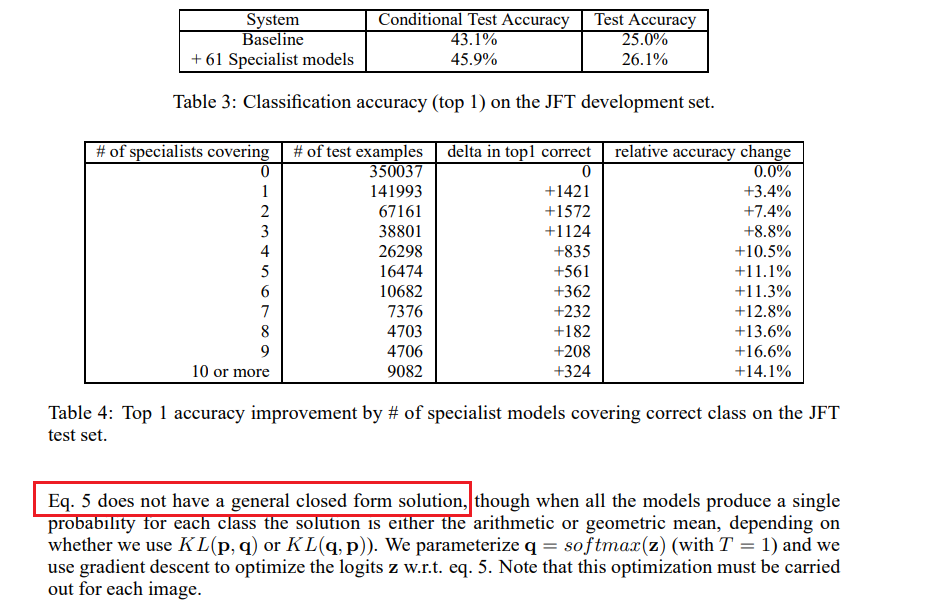 System Conditional Test Accuracy Test Accuracy
Baseline 43.1% 25.0%
+ 61 Specialist models 45.9% 26.1%
Table 3: Classification accuracy (top 1) on the JFT development set.
# of specialists covering # of test examples delta in top1 correct relative accuracy change
0 350037 0 0.0%
1 141993 +1421 +3.4%
2 67161 +1572 +7.4%
3 38801 +1124 +8.8%
4 26298 +835 +10.5%
5 16474 +561 +11.1%
6 10682 +362 +11.3%
7 7376 +232 +12.8%
8 4703 +182 +13.6%
9 4706 +208 +16.6%
10 or more 9082 +324 +14.1%
Table 4: Top 1 accuracy improvement by # of specialist models covering correct class on the JFT
test set.
Eq. 5 does not have a general closed form solution, though when all the models produce a single
probability for each class the solution is either the arithmetic or geometric mean, depending on
whether we use KL(p, q) or KL(q, p)). We parameterize q = softmax(z) (with T = 1) and we
use gradient descent to optimize the logits z w.r.t. eq. 5. Note that this optimization must be carried
out for each image.